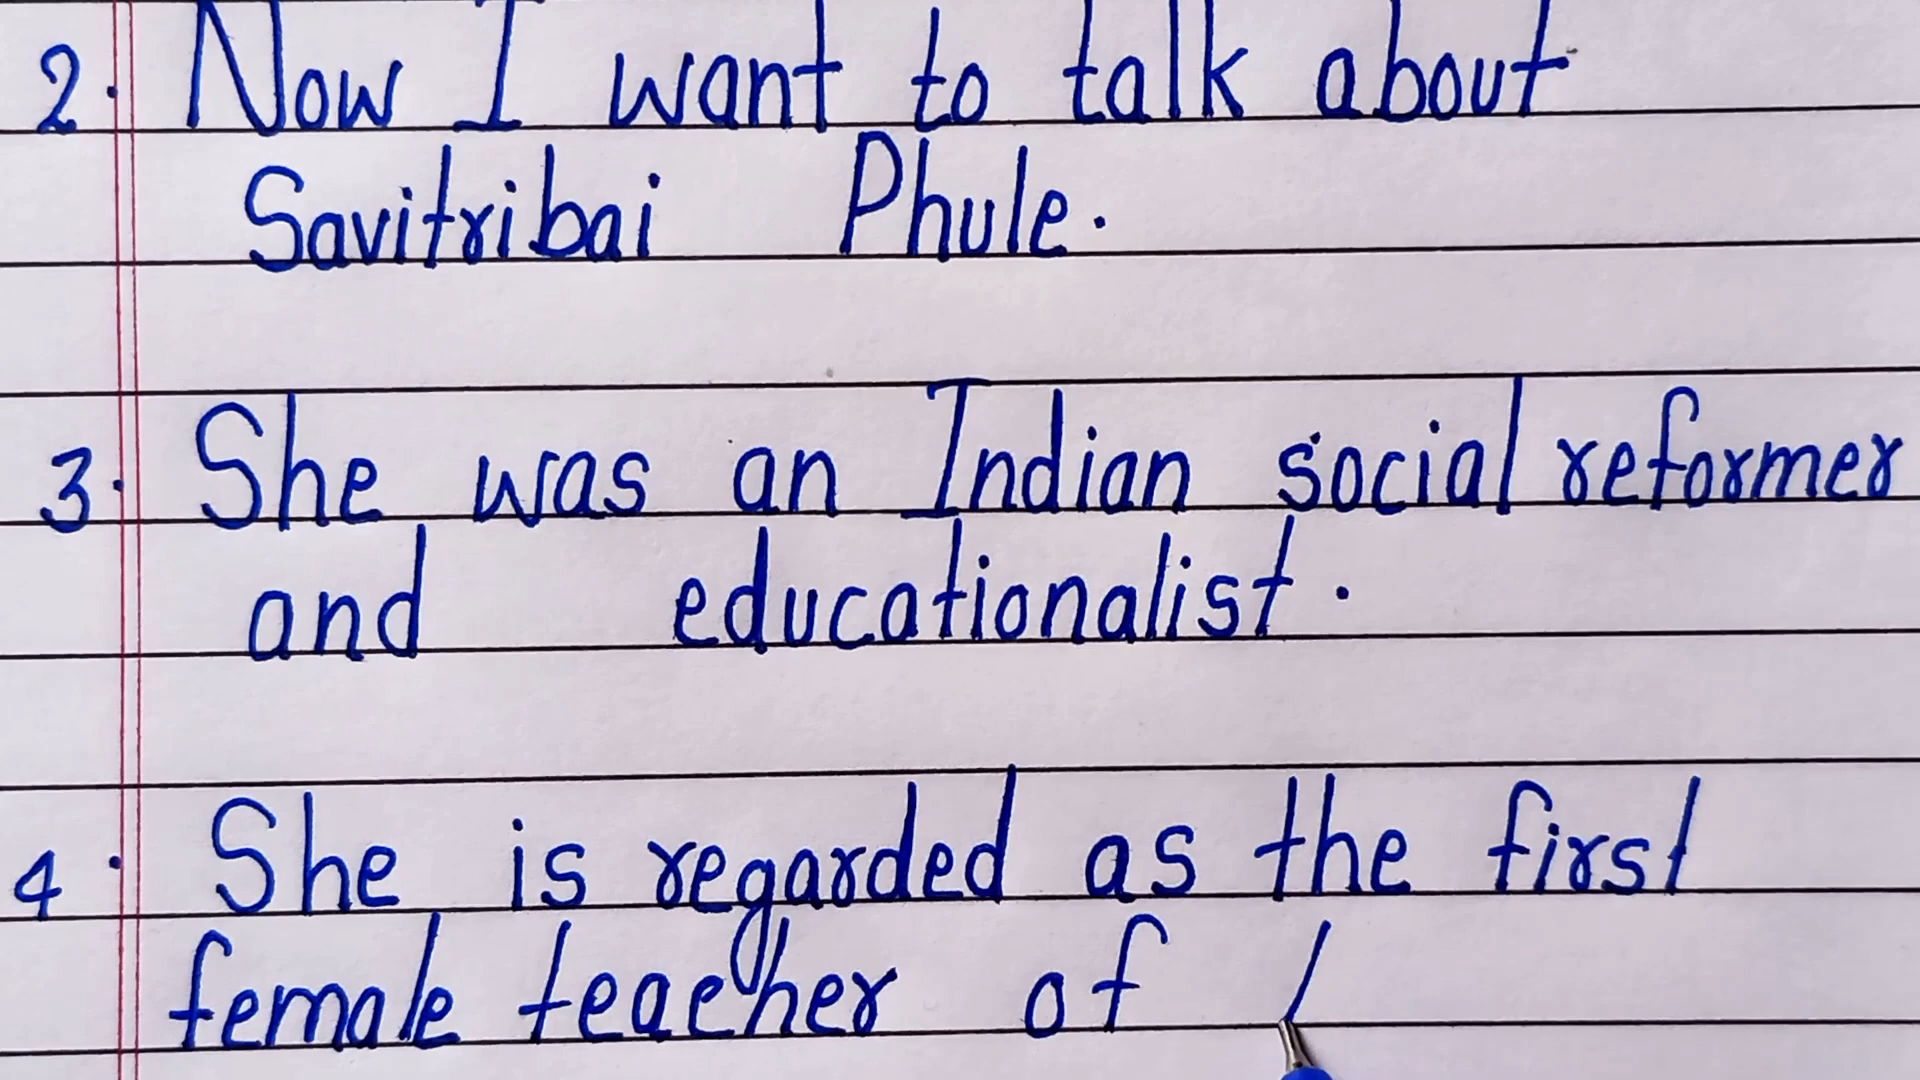 2. Now I want to talk about
Savitribai Phule.
3. She was an Indian social reformer
and educationalist.
4. She is regarded as the first
female teacher of